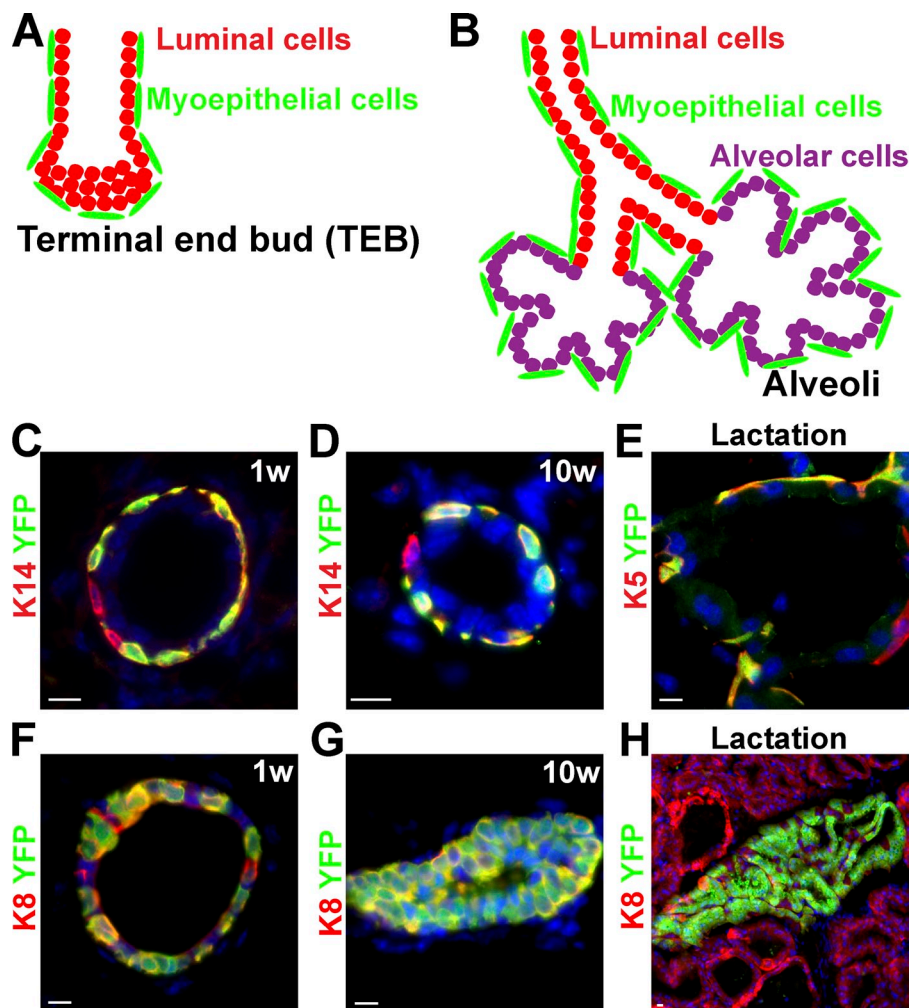 A
Luminal cells
Myoepithelial cells
Terminal end bud (TEB)
B
Luminal cells
Myoepithelial cells
Alveolar cells
Alveoli
C
1w
K14 YFP
D
10w
K14 YFP
E
Lactation
K5 YFP
F
1w
K8 YFP
G
10w
K8 YFP
H
Lactation
K8 YFP